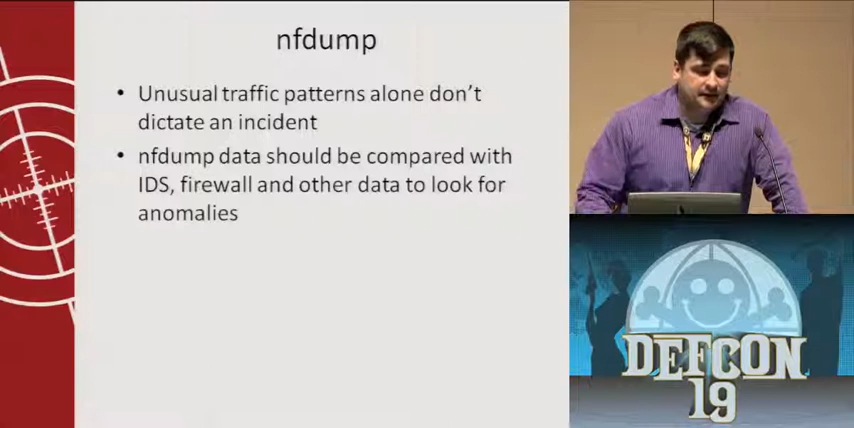 nfdump
• Unusual traffic patterns alone don't
dictate an incident
• nfdump data should be compared with
IDS, firewall and other data to look for
anomalies
DEFCON
19